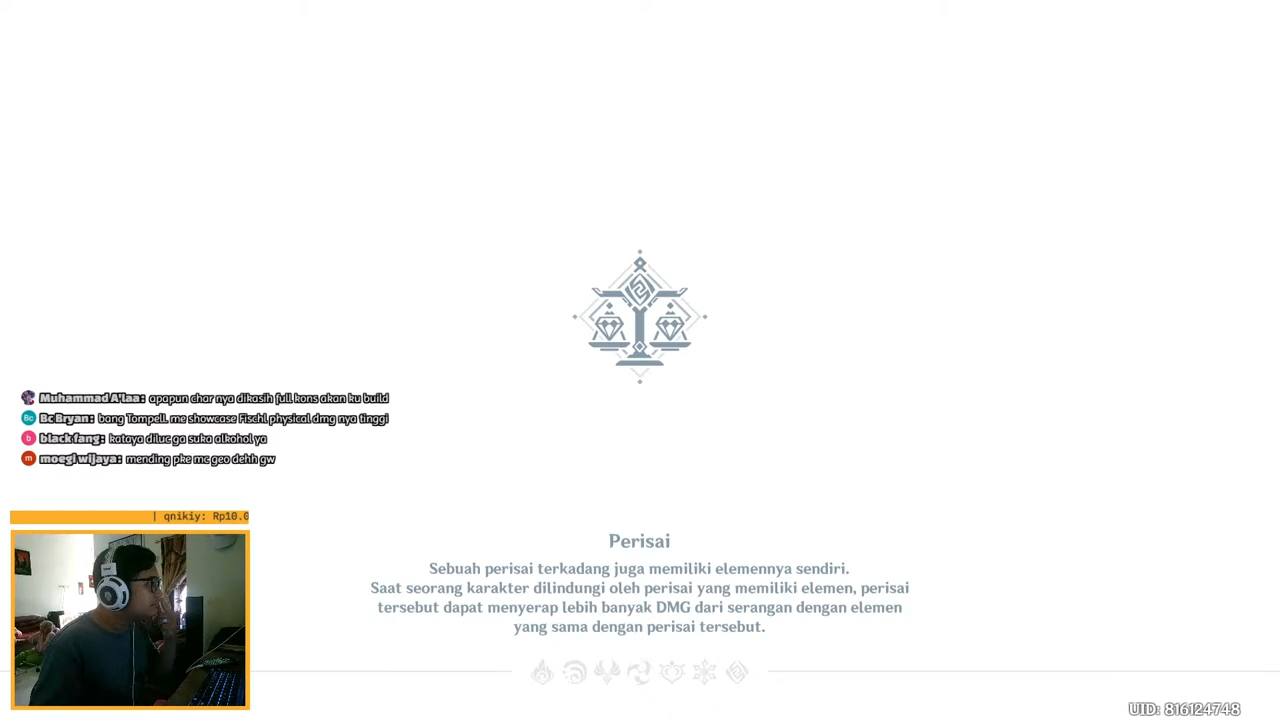 Muhammad A'laa: apapun char nya dikasih full kons akan ku build
Bc Bryan: bang TompelL me showcase Fischl physical dmg nya tinggi
black fang: kataya diluc ga suka alkohol ya
moegi wijaya: mending pke mc geo dehh gw
| qnikiy: Rp10.0
Perisai
Sebuah perisai terkadang juga memiliki elemennya sendiri.
Saat seorang karakter dilindungi oleh perisai yang memiliki elemen, perisai
tersebut dapat menyerap lebih banyak DMG dari serangan dengan elemen
yang sama dengan perisai tersebut.
UID: 816124748